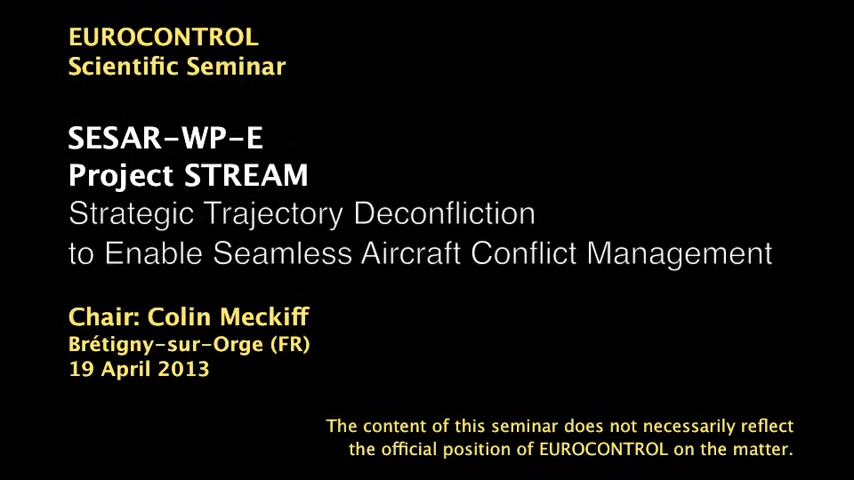 EUROCONTROL
Scientific Seminar
SESAR-WP-E
Project STREAM
Strategic Trajectory Deconfliction
to Enable Seamless Aircraft Conflict Management
Chair: Colin Meckiff
Brétigny-sur-Orge (FR)
19 April 2013
The content of this seminar does not necessarily reflect
the official position of EUROCONTROL on the matter.